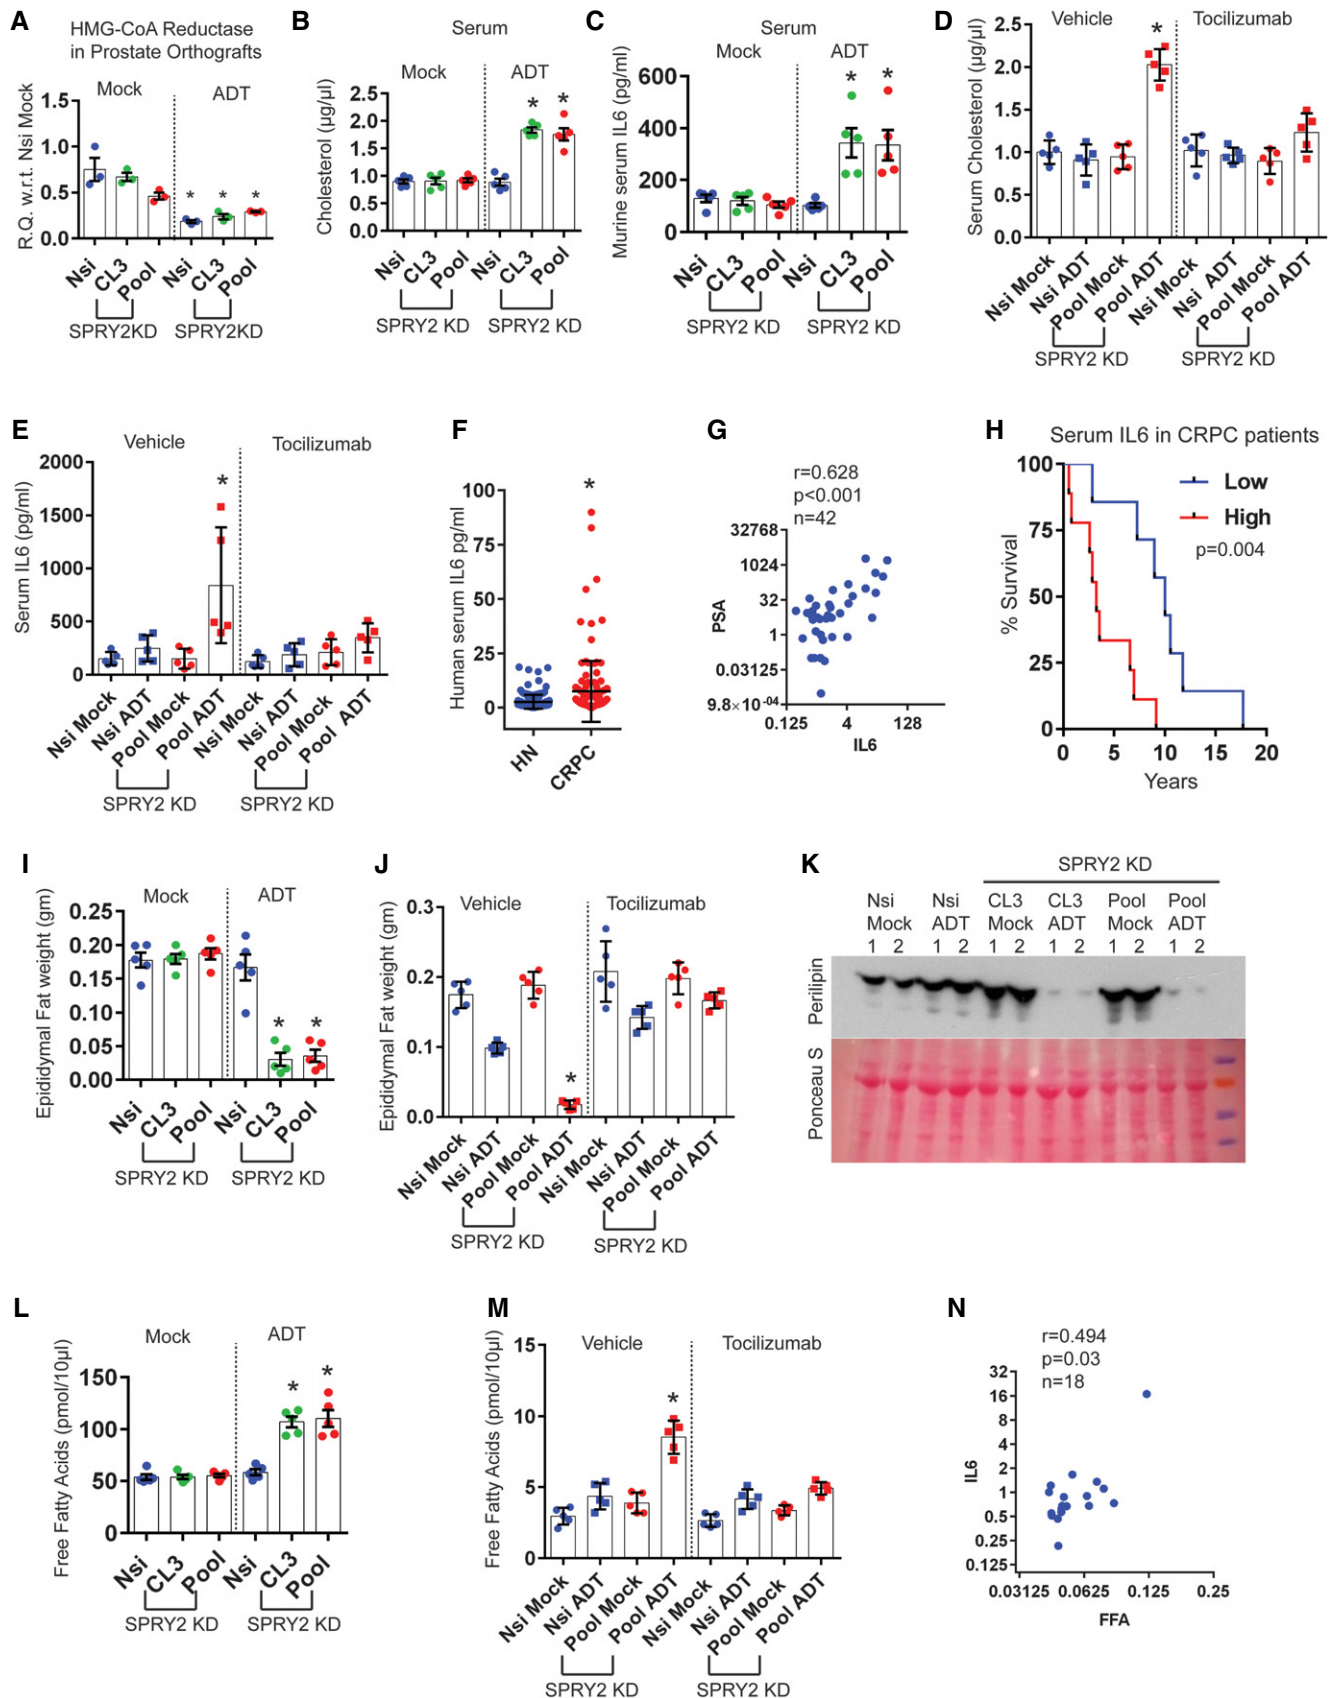 A
HMG-CoA Reductase
in Prostate Orthografts
Mock
ADT
R.Q. w.r.t. Nsi Mock
1.5
1.0
0.5
0.0
* * *
Nsi CL3 Pool Nsi CL3 Pool
SPRY2KD SPRY2KD
B
Serum
Mock
ADT
Cholesterol (µg/µl)
2.5
2.0
1.5
1.0
0.5
0.0
* *
Nsi CL3 Pool Nsi CL3 Pool
SPRY2 KD SPRY2 KD
C
Serum
Mock ADT
Murine serum IL6 (pg/ml)
600
400
200
0
* *
Nsi CL3 Pool Nsi CL3 Pool
SPRY2 KD SPRY2 KD
D
Vehicle Tocilizumab
Serum Cholesterol (µg/µl)
2.5
2.0
1.5
1.0
0.5
0.0
*
Nsi Mock Nsi ADT Pool Mock Pool ADT Nsi Mock Nsi ADT Pool Mock Pool ADT
SPRY2 KD SPRY2 KD
E
Vehicle Tocilizumab
Serum IL6 (pg/ml)
2000
1500
1000
500
0
*
Nsi Mock Nsi ADT Pool Mock Pool ADT Nsi Mock Nsi ADT Pool Mock Pool ADT
SPRY2 KD SPRY2 KD
F
Human serum IL6 pg/ml
100
75
50
25
0
*
HN CRPC
G
r=0.628
p<0.001
n=42
PSA
32768
1024
32
1
0.03125
9.8×10⁻⁰⁴
0.125 4 128
IL6
H
Serum IL6 in CRPC patients
% Survival
100
75
50
25
0
Low
High
p=0.004
0 5 10 15 20
Years
I
Mock ADT
Epididymal Fat weight (gm)
0.25
0.20
0.15
0.10
0.05
0.00
* *
Nsi CL3 Pool Nsi CL3 Pool
SPRY2 KD SPRY2 KD
J
Vehicle Tocilizumab
Epididymal Fat weight (gm)
0.3
0.2
0.1
0.0
*
Nsi Mock Nsi ADT Pool Mock Pool ADT Nsi Mock Nsi ADT Pool Mock Pool ADT
SPRY2 KD SPRY2 KD
K
SPRY2 KD
Nsi Nsi CL3 CL3 Pool Pool
Mock ADT Mock ADT Mock ADT
1 2 1 2 1 2 1 2 1 2 1 2
Perilipin
Ponceau S
L
Mock ADT
Free Fatty Acids (pmol/10µl)
150
100
50
0
* *
Nsi CL3 Pool Nsi CL3 Pool
SPRY2 KD SPRY2 KD
M
Vehicle Tocilizumab
Free Fatty Acids (pmol/10µl)
15
10
5
0
*
Nsi Mock Nsi ADT Pool Mock Pool ADT Nsi Mock Nsi ADT Pool Mock Pool ADT
SPRY2 KD SPRY2 KD
N
r=0.494
p=0.03
n=18
IL6
32
16
8
4
2
1
0.5
0.25
0.125
0.03125 0.0625 0.125 0.25
FFA